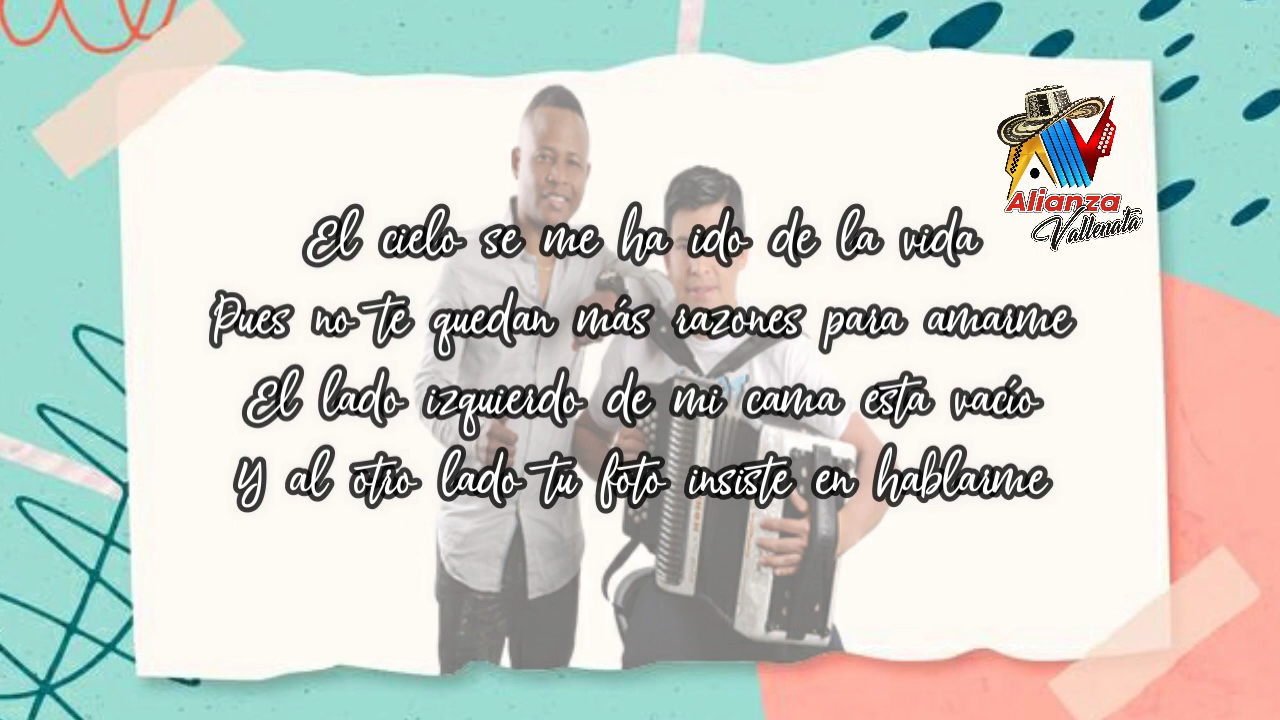 Alianza
Vallenata
El cielo se me ha ido de la vida
Pues no te quedan más razones para amarme
El lado izquierdo de mi cama esta vacío
Y al otro lado tu foto insiste en hablarme